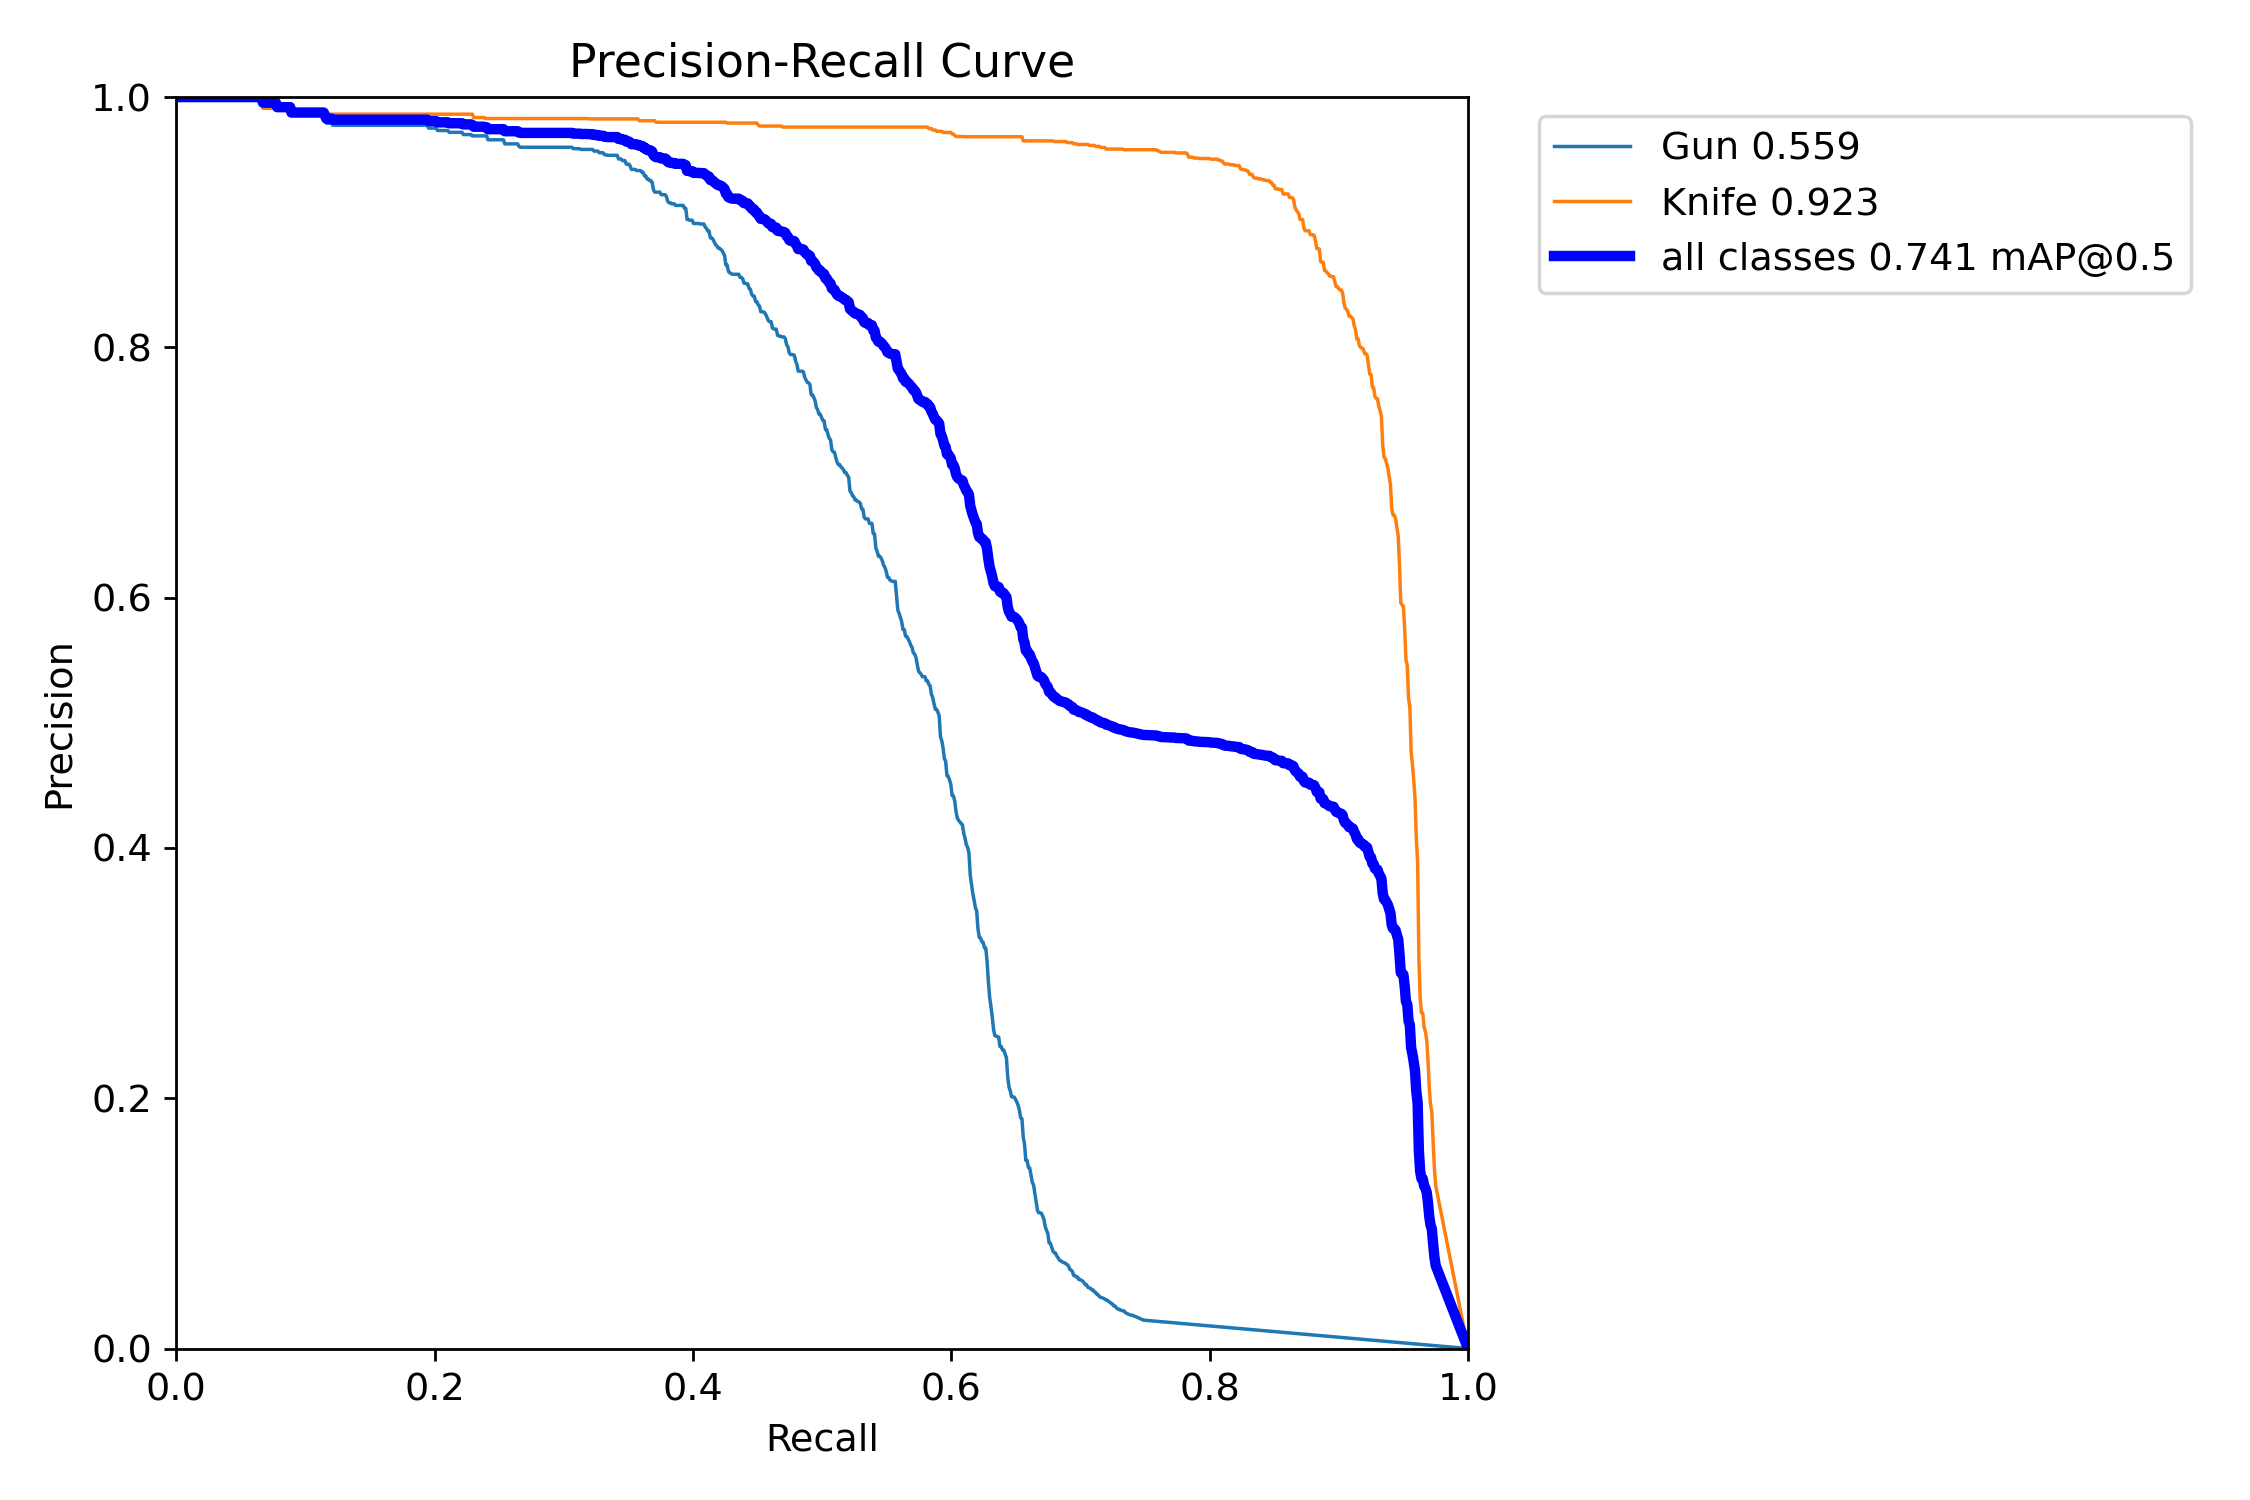 Precision-Recall Curve
Gun 0.559
Knife 0.923
all classes 0.741 mAP@0.5
1.0
0.8
0.6
0.4
0.2
0.0
Precision
0.0 0.2 0.4 0.6 0.8 1.0
Recall